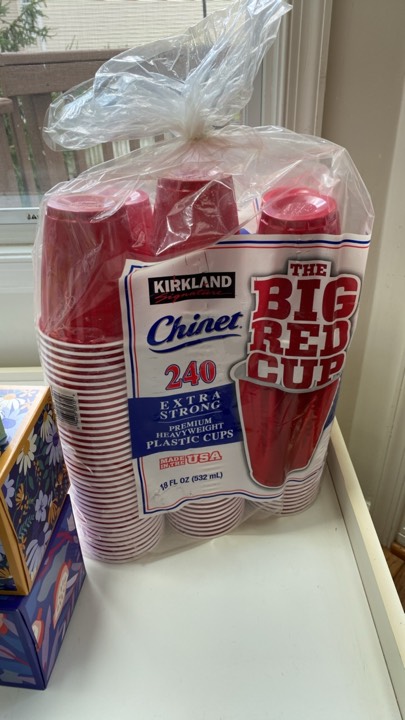 KIRKLAND
Signature
Chinet
240
EXTRA
STRONG
PREMIUM
HEAVYWEIGHT
PLASTIC CUPS
MADE
IN THE USA
18 FL OZ (532 mL)
THE
BIG
RED
CUP